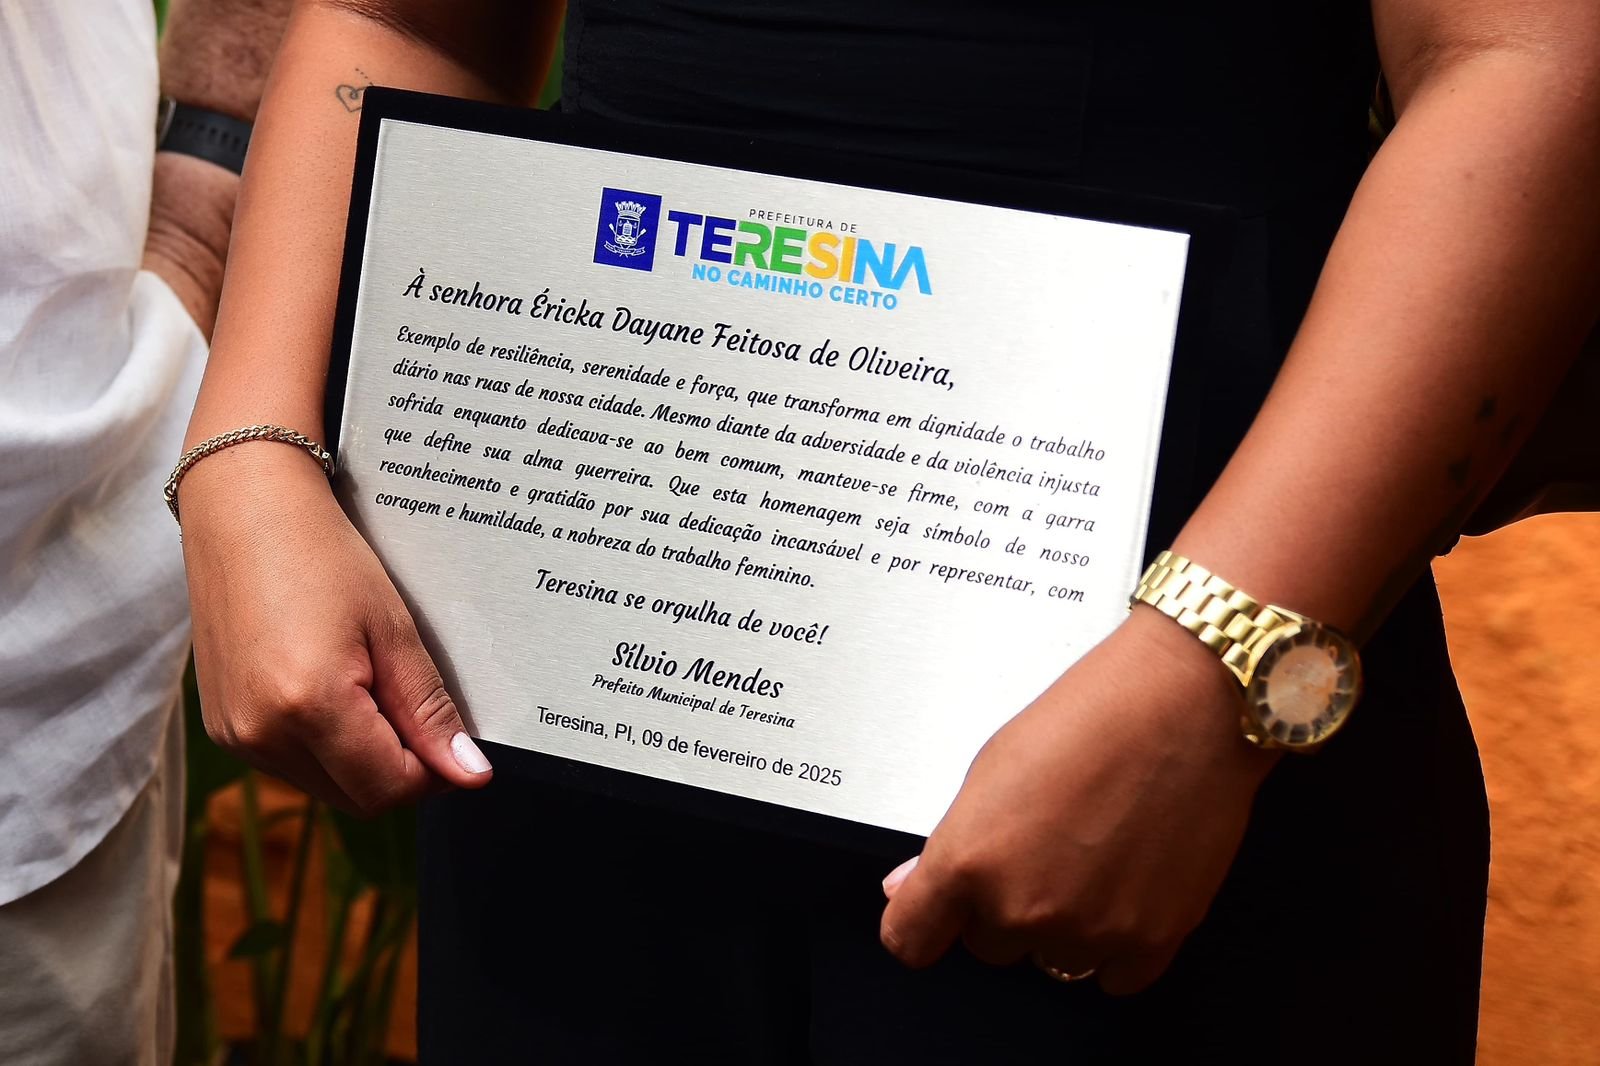 PREFEITURA DE
TERESINA
NO CAMINHO CERTO
À senhora Éricka Dayane Feitosa de Oliveira,
Exemplo de resiliência, serenidade e força, que transforma em dignidade o trabalho
diário nas ruas de nossa cidade. Mesmo diante da adversidade e da violência injusta
sofrida enquanto dedicava-se ao bem comum, manteve-se firme, com a garra
que define sua alma guerreira. Que esta homenagem seja símbolo de nosso
reconhecimento e gratidão por sua dedicação incansável e por representar, com
coragem e humildade, a nobreza do trabalho feminino.
Teresina se orgulha de você!
Sílvio Mendes
Prefeito Municipal de Teresina
Teresina, PI, 09 de fevereiro de 2025